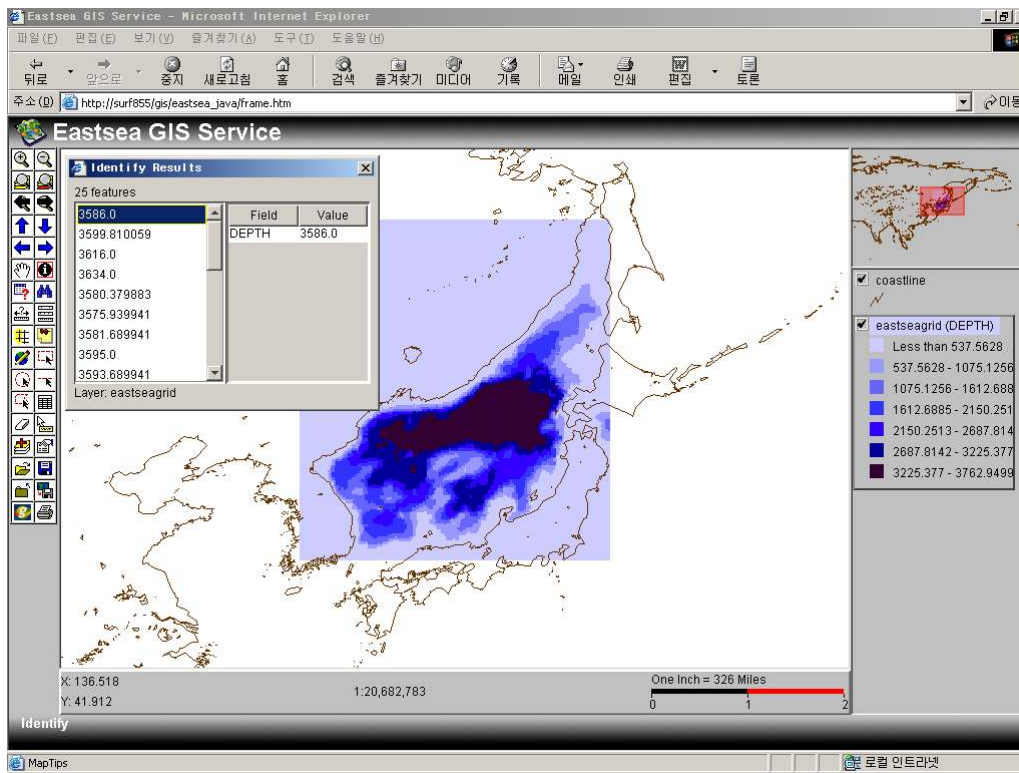 Eastsea GIS Service - Microsoft Internet Explorer
파일(F) 편집(E) 보기(V) 즐겨찾기(A) 도구(T) 도움말(H)
뒤로 앞으로 중지 새로고침 홈 검색 즐겨찾기 미디어 기록 메일 인쇄 편집 토론
주소(D) http://surf855/gis/eastsea_java/frame.htm 이동
Eastsea GIS Service
Identify Results
25 features
3586.0
3599.810059
3616.0
3634.0
3580.379883
3575.939941
3581.689941
3595.0
3593.689941
Field Value
DEPTH 3586.0
Layer: eastseagrid
coastline
eastseagrid (DEPTH)
Less than 537.5628
537.5628 - 1075.1256
1075.1256 - 1612.688
1612.6885 - 2150.251
2150.2513 - 2687.814
2687.8142 - 3225.377
3225.377 - 3762.9499
X: 136.518
Y: 41.912
1:20,682,783
One Inch = 326 Miles
0 1 2
Identify
MapTips
로컬 인트라넷